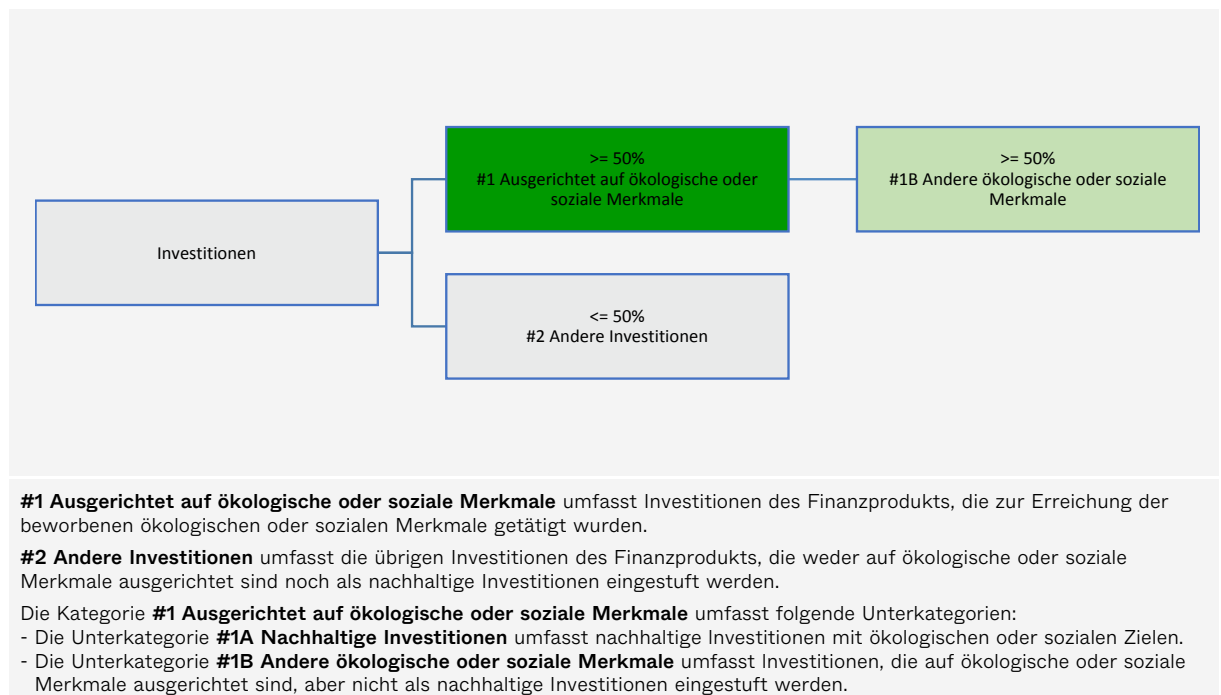 >= 50%
#1 Ausgerichtet auf ökologische oder
soziale Merkmale
>= 50%
#1B Andere ökologische oder soziale
Merkmale
Investitionen
<= 50%
#2 Andere Investitionen
#1 Ausgerichtet auf ökologische oder soziale Merkmale umfasst Investitionen des Finanzprodukts, die zur Erreichung der
beworbenen ökologischen oder sozialen Merkmale getätigt wurden.
#2 Andere Investitionen umfasst die übrigen Investitionen des Finanzprodukts, die weder auf ökologische oder soziale
Merkmale ausgerichtet sind noch als nachhaltige Investitionen eingestuft werden.
Die Kategorie #1 Ausgerichtet auf ökologische oder soziale Merkmale umfasst folgende Unterkategorien:
- Die Unterkategorie #1A Nachhaltige Investitionen umfasst nachhaltige Investitionen mit ökologischen oder sozialen Zielen.
- Die Unterkategorie #1B Andere ökologische oder soziale Merkmale umfasst Investitionen, die auf ökologische oder soziale
Merkmale ausgerichtet sind, aber nicht als nachhaltige Investitionen eingestuft werden.